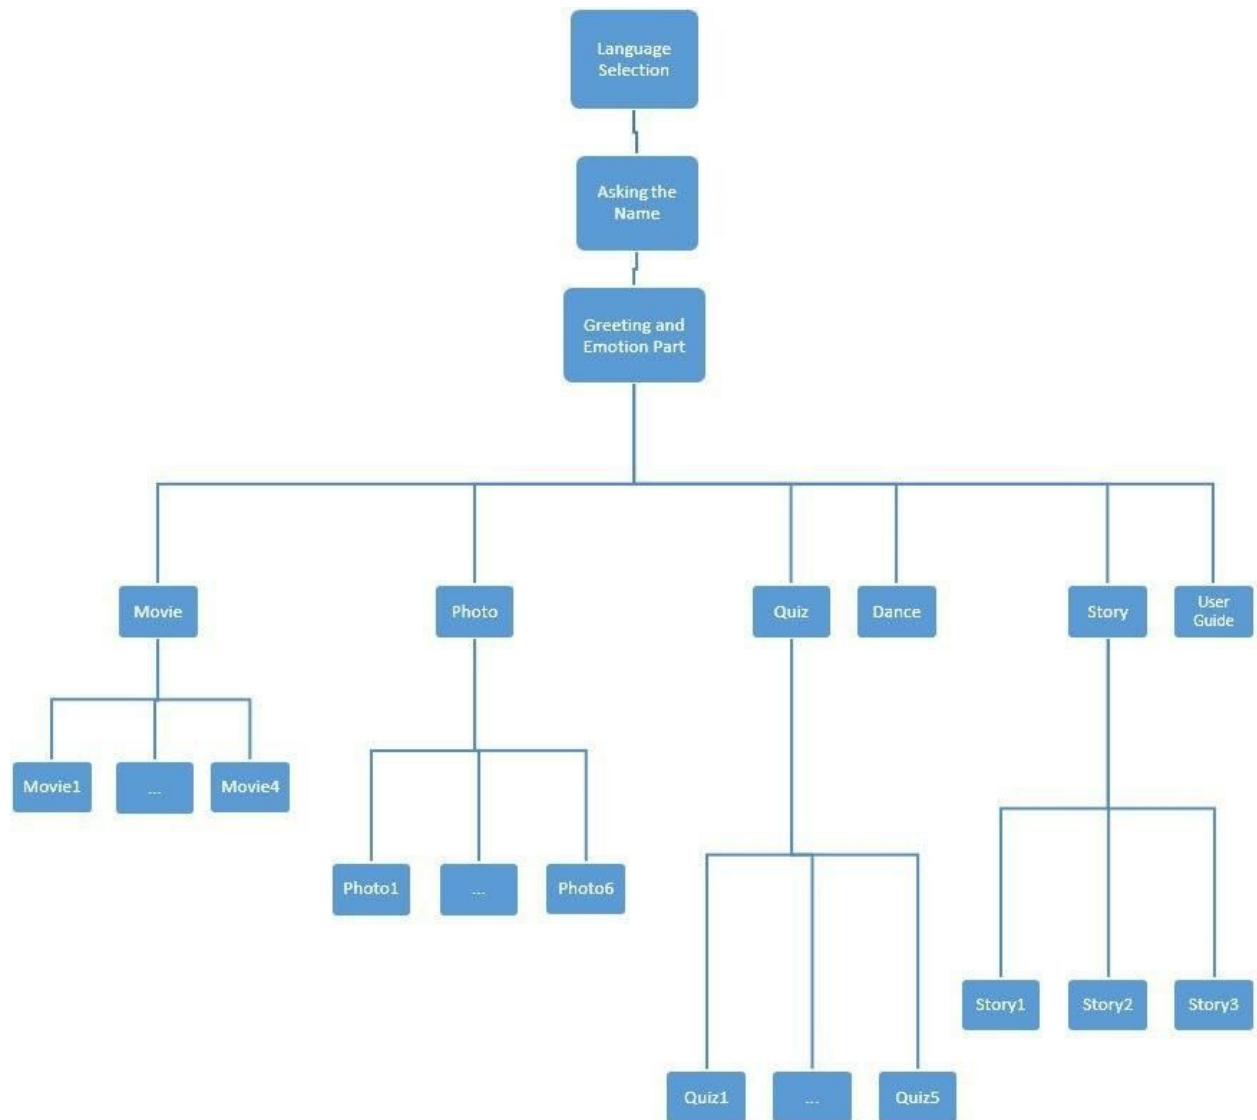 Language
Selection
Asking the
Name
Greeting and
Emotion Part
Movie
Photo
Quiz
Dance
Story
User
Guide
Movie1
...
Movie4
Photo1
...
Photo6
Story1
Story2
Story3
Quiz1
...
Quiz5